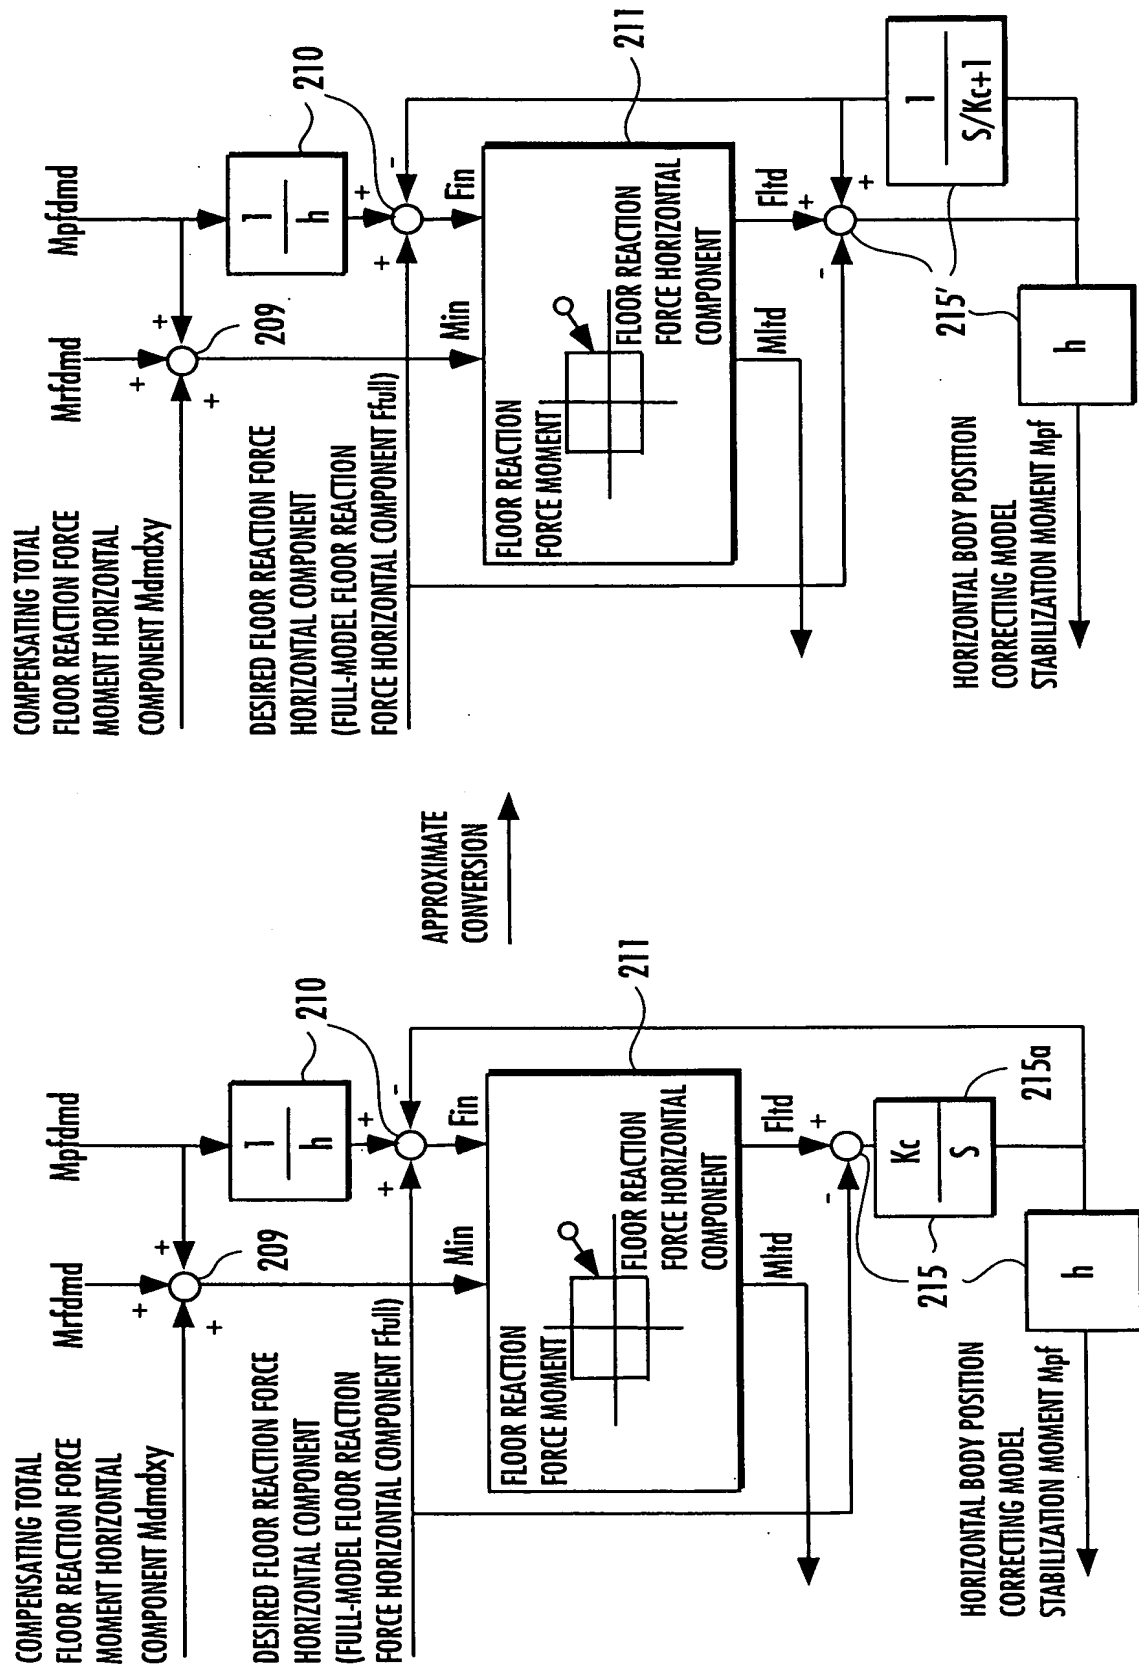 COMPENSATING TOTAL
FLOOR REACTION FORCE
MOMENT HORIZONTAL
COMPONENT Mdmdxy
Mrfdmd
Mpfdmd
+
+
+
209
1
h
210
DESIRED FLOOR REACTION FORCE
HORIZONTAL COMPONENT
(FULL-MODEL FLOOR REACTION
FORCE HORIZONTAL COMPONENT Ffull)
+
+
-
Min
Fin
211
FLOOR REACTION
FORCE MOMENT
FLOOR REACTION
FORCE HORIZONTAL
COMPONENT
Mltd
Fltd
-
+
Kc
S
215a
215
h
HORIZONTAL BODY POSITION
CORRECTING MODEL
STABILIZATION MOMENT Mpf
APPROXIMATE
CONVERSION
COMPENSATING TOTAL
FLOOR REACTION FORCE
MOMENT HORIZONTAL
COMPONENT Mdmdxy
Mrfdmd
Mpfdmd
+
+
+
209
1
h
210
DESIRED FLOOR REACTION FORCE
HORIZONTAL COMPONENT
(FULL-MODEL FLOOR REACTION
FORCE HORIZONTAL COMPONENT Ffull)
+
+
-
Min
Fin
211
FLOOR REACTION
FORCE MOMENT
FLOOR REACTION
FORCE HORIZONTAL
COMPONENT
Mltd
Fltd
-
+
+
1
S/Kc+1
215'
h
HORIZONTAL BODY POSITION
CORRECTING MODEL
STABILIZATION MOMENT Mpf